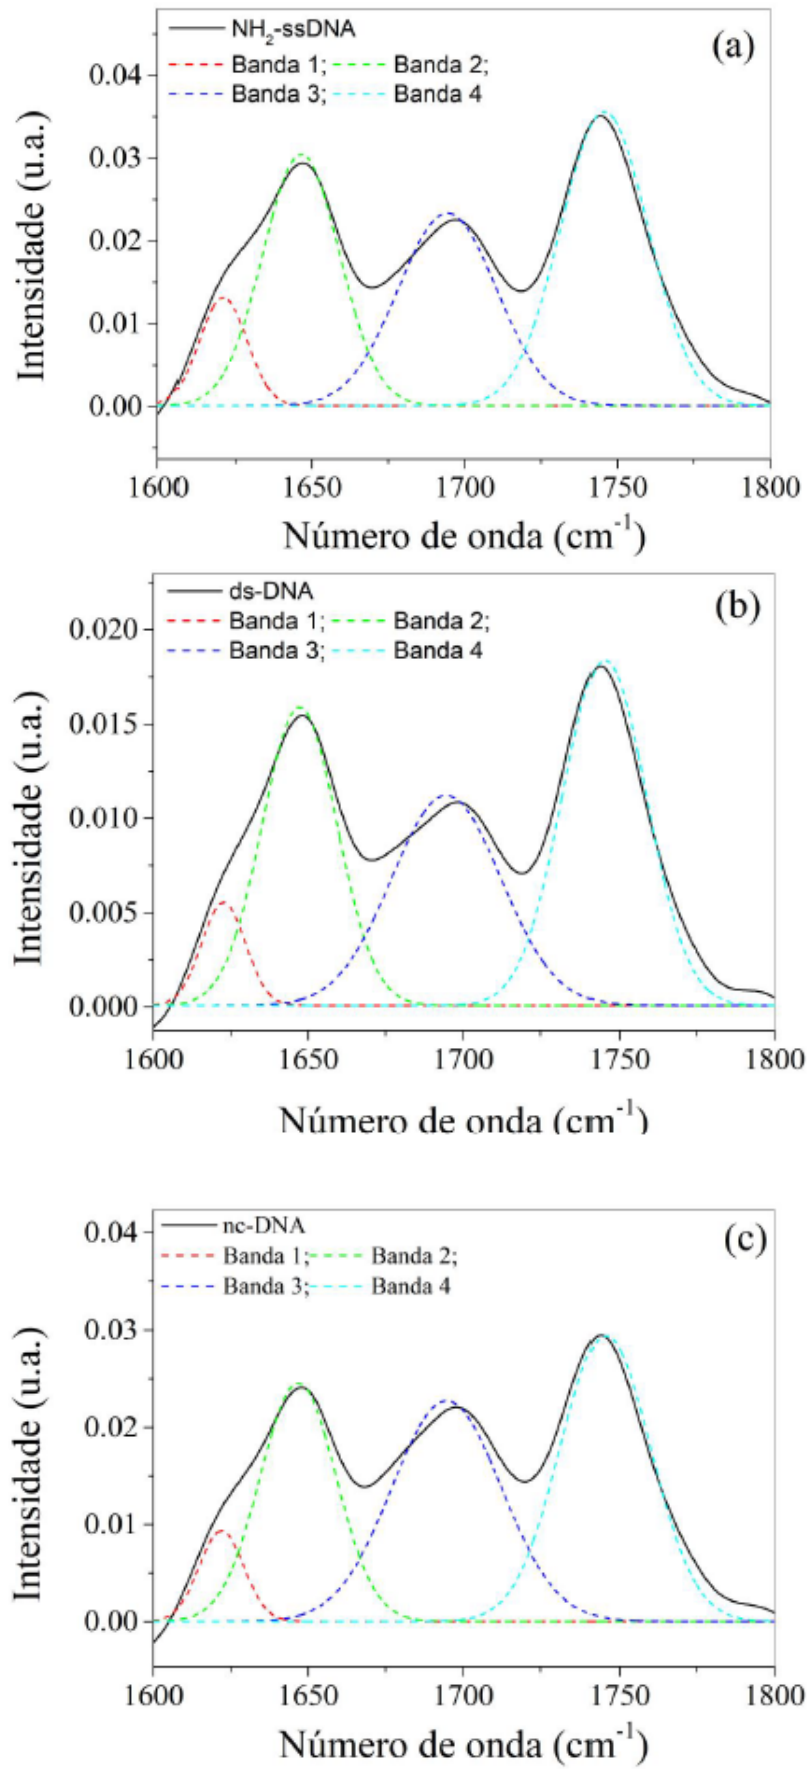 (a)
NH₂-ssDNA
Banda 1; Banda 2;
Banda 3; Banda 4
Intensidade (u.a.)
0.04
0.03
0.02
0.01
0.00
1600 1650 1700 1750 1800
Número de onda (cm⁻¹)
(b)
ds-DNA
Banda 1; Banda 2;
Banda 3; Banda 4
Intensidade (u.a.)
0.020
0.015
0.010
0.005
0.000
1600 1650 1700 1750 1800
Número de onda (cm⁻¹)
(c)
nc-DNA
Banda 1; Banda 2;
Banda 3; Banda 4
Intensidade (u.a.)
0.04
0.03
0.02
0.01
0.00
1600 1650 1700 1750 1800
Número de onda (cm⁻¹)